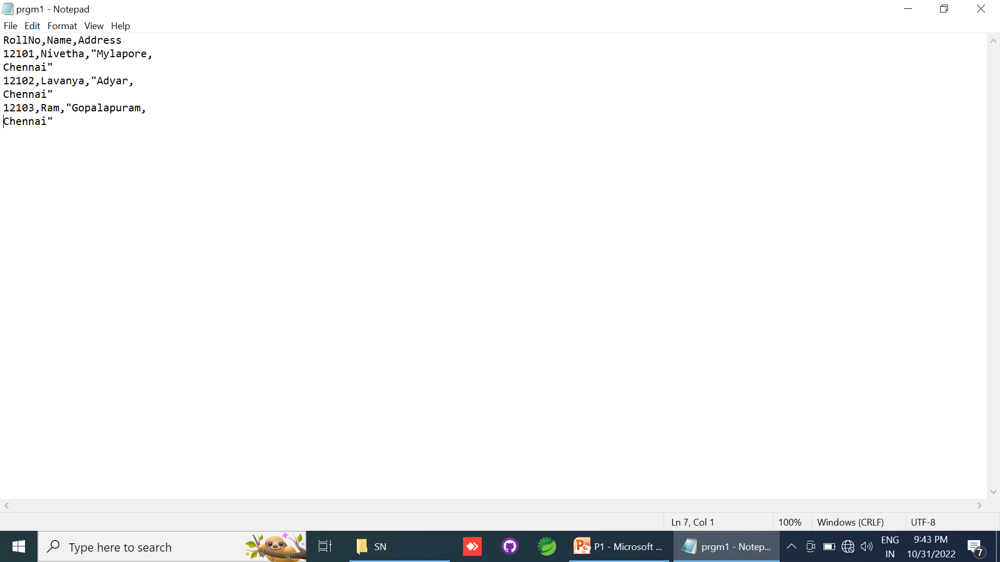 prgm1 - Notepad
File Edit Format View Help
RollNo,Name,Address
12101,Nivetha,"Mylapore,
Chennai"
12102,Lavanya,"Adyar,
Chennai"
12103,Ram,"Gopalapuram,
Chennai"
Ln 7, Col 1 100% Windows (CRLF) UTF-8
Type here to search SN P1 - Microsoft ... prgm1 - Notep... ENG 9:43 PM
IN 10/31/2022 7